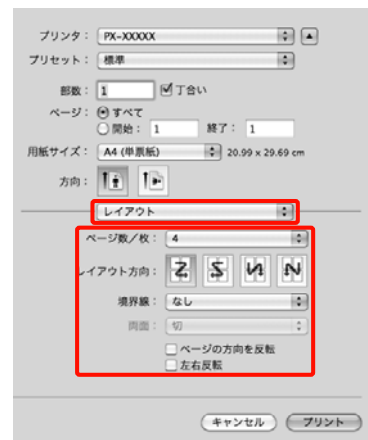 プリンタ： PX-XXXXX
プリセット： 標準
部数： 1 丁合い
ページ： すべて
開始： 1 終了： 1
用紙サイズ： A4 (単票紙) 20.99 x 29.69 cm
方向：
レイアウト
ページ数／枚： 4
レイアウト方向：
境界線： なし
両面： 切
ページの方向を反転
左右反転
キャンセル プリント